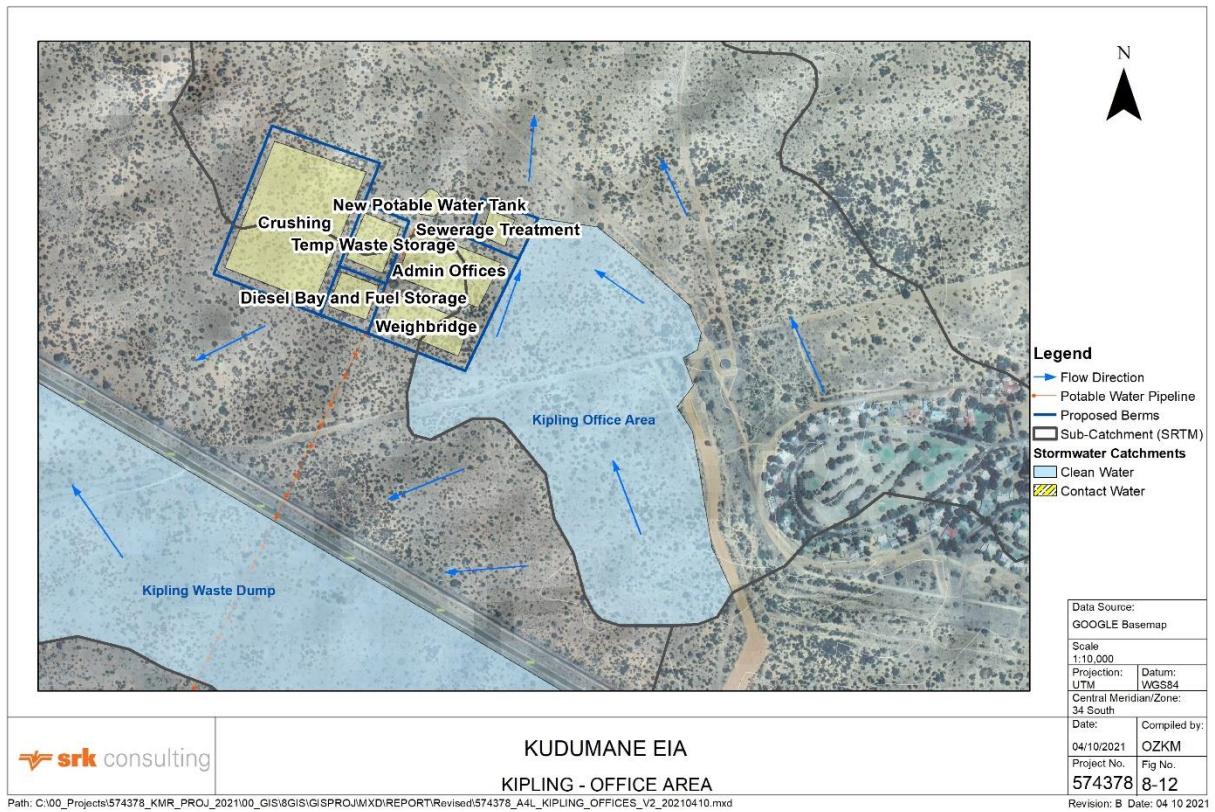 N
New Potable Water Tank
Crushing
Sewerage Treatment
Temp Waste Storage
Admin Offices
Diesel Bay and Fuel Storage
Weighbridge
Kipling Office Area
Kipling Waste Dump
Legend
Flow Direction
Potable Water Pipeline
Proposed Berms
Sub-Catchment (SRTM)
Stormwater Catchments
Clean Water
Contact Water
Data Source:
GOOGLE Basemap
Scale
1:10,000
Projection: Datum:
UTM WGS84
Central Meridian/Zone:
34 South
Date: Compiled by:
04/10/2021 OZKM
Project No. Fig No.
574378 8-12
srk consulting
KUDUMANE EIA
KIPLING - OFFICE AREA
Path: C:\00_Projects\574378_KMR_PROJ_2021\00_GIS\8GIS\GISPROJ\MXD\REPORT\Revised\574378_A4L_KIPLING_OFFICES_V2_20210410.mxd
Revision: B Date: 04 10 2021